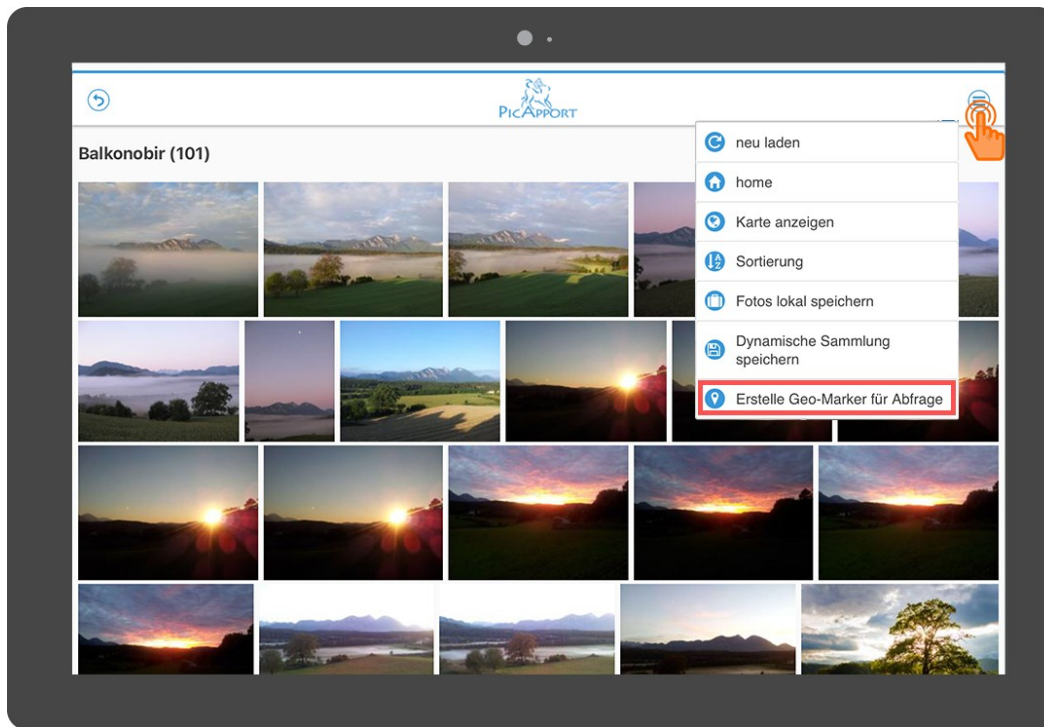 PICAPPORT
Balkonobir (101)
neu laden
home
Karte anzeigen
Sortierung
Fotos lokal speichern
Dynamische Sammlung
speichern
Erstelle Geo-Marker für Abfrage